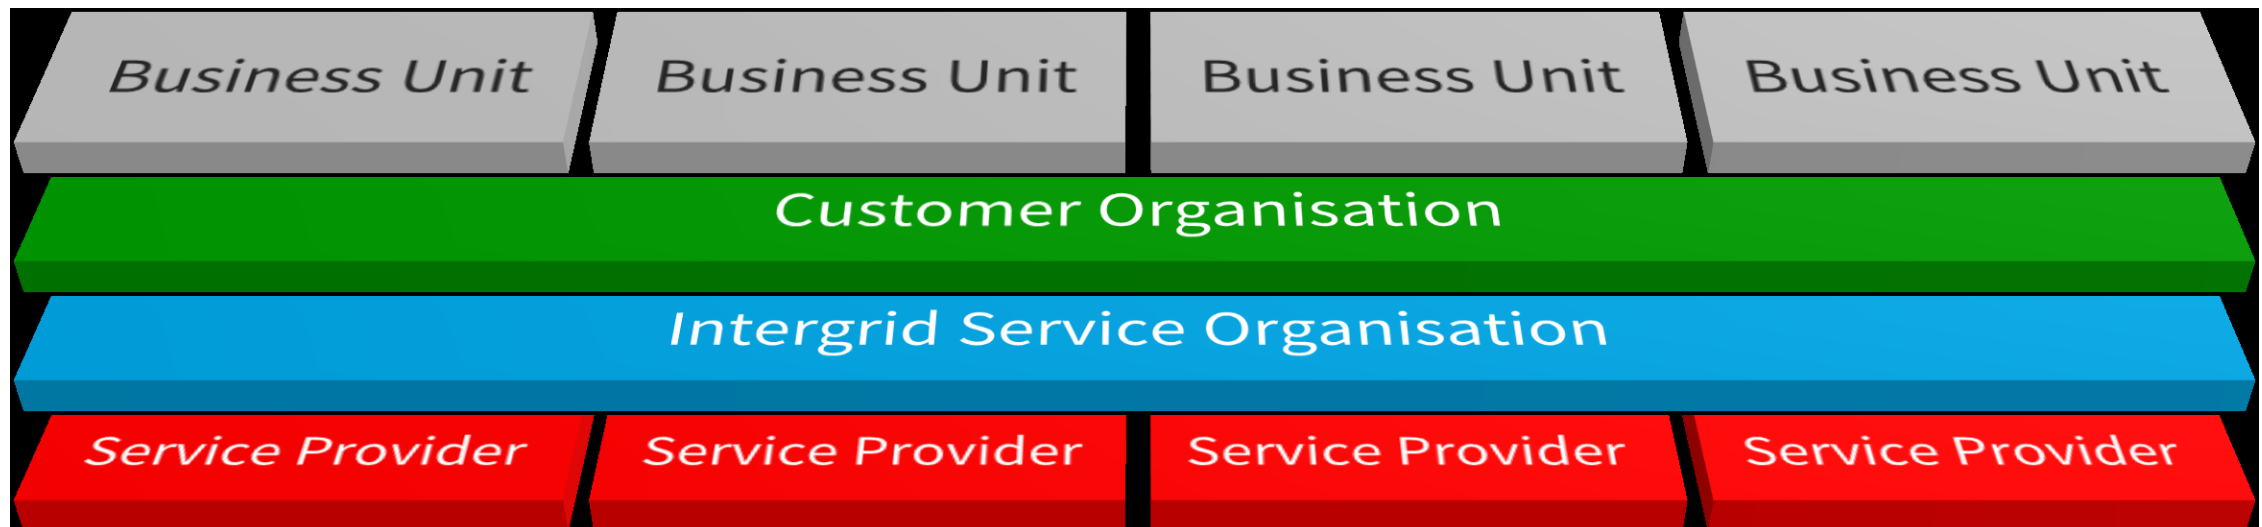 Business Unit Business Unit Business Unit Business Unit
Customer Organisation
Intergrid Service Organisation
Service Provider Service Provider Service Provider Service Provider